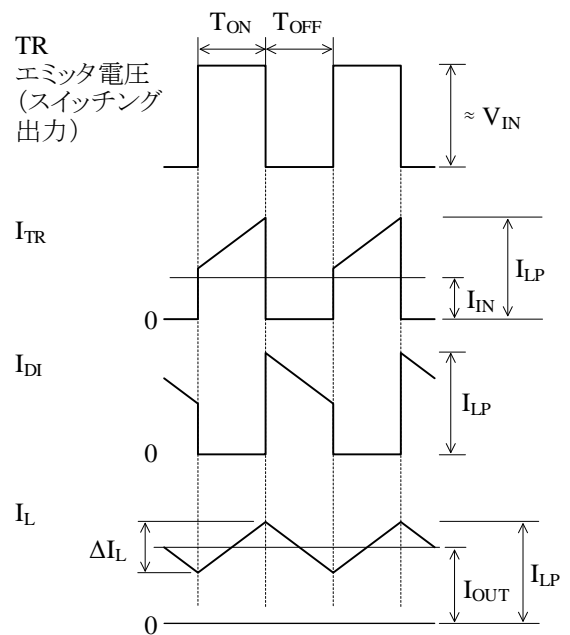 TON TOFF
TR
エミッタ電圧
（スイッチング
出力）
≈ VIN
ITR
ILP
IIN
0
IDI
ILP
0
IL
ΔIL
IOUT
ILP
0